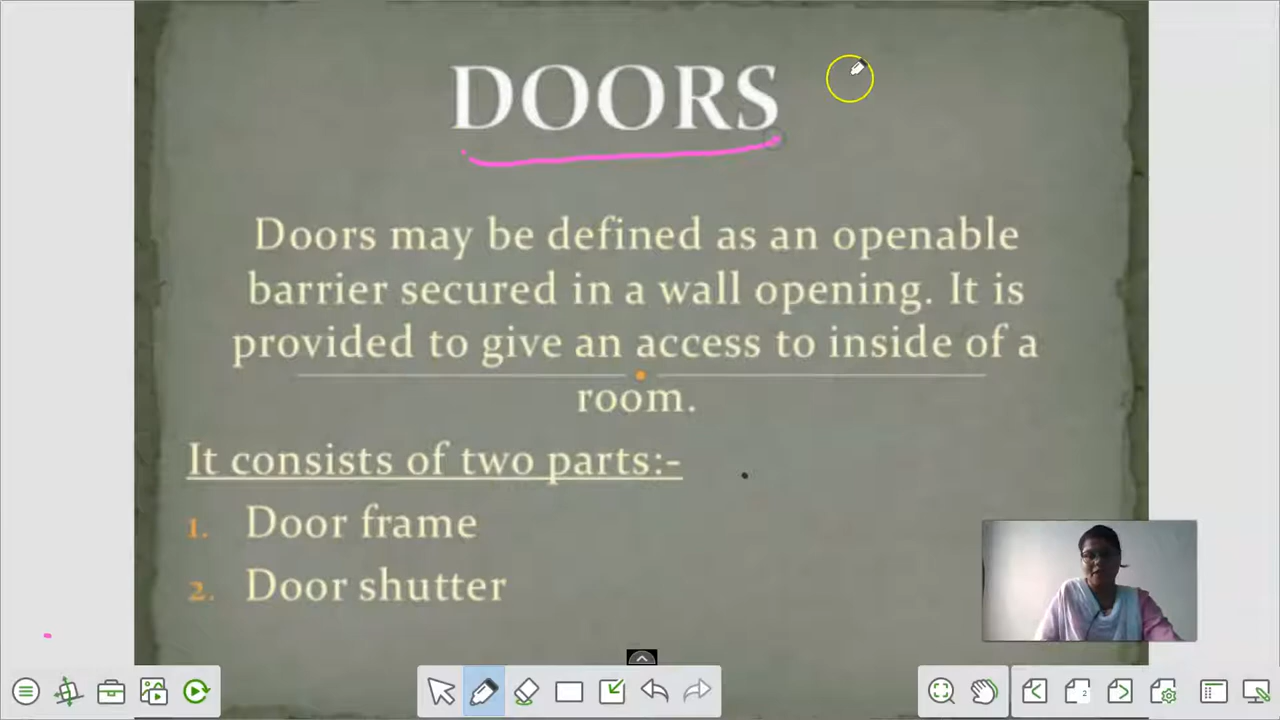 DOORS
Doors may be defined as an openable
barrier secured in a wall opening. It is
provided to give an access to inside of a
room.
It consists of two parts:-
1. Door frame
2. Door shutter
2